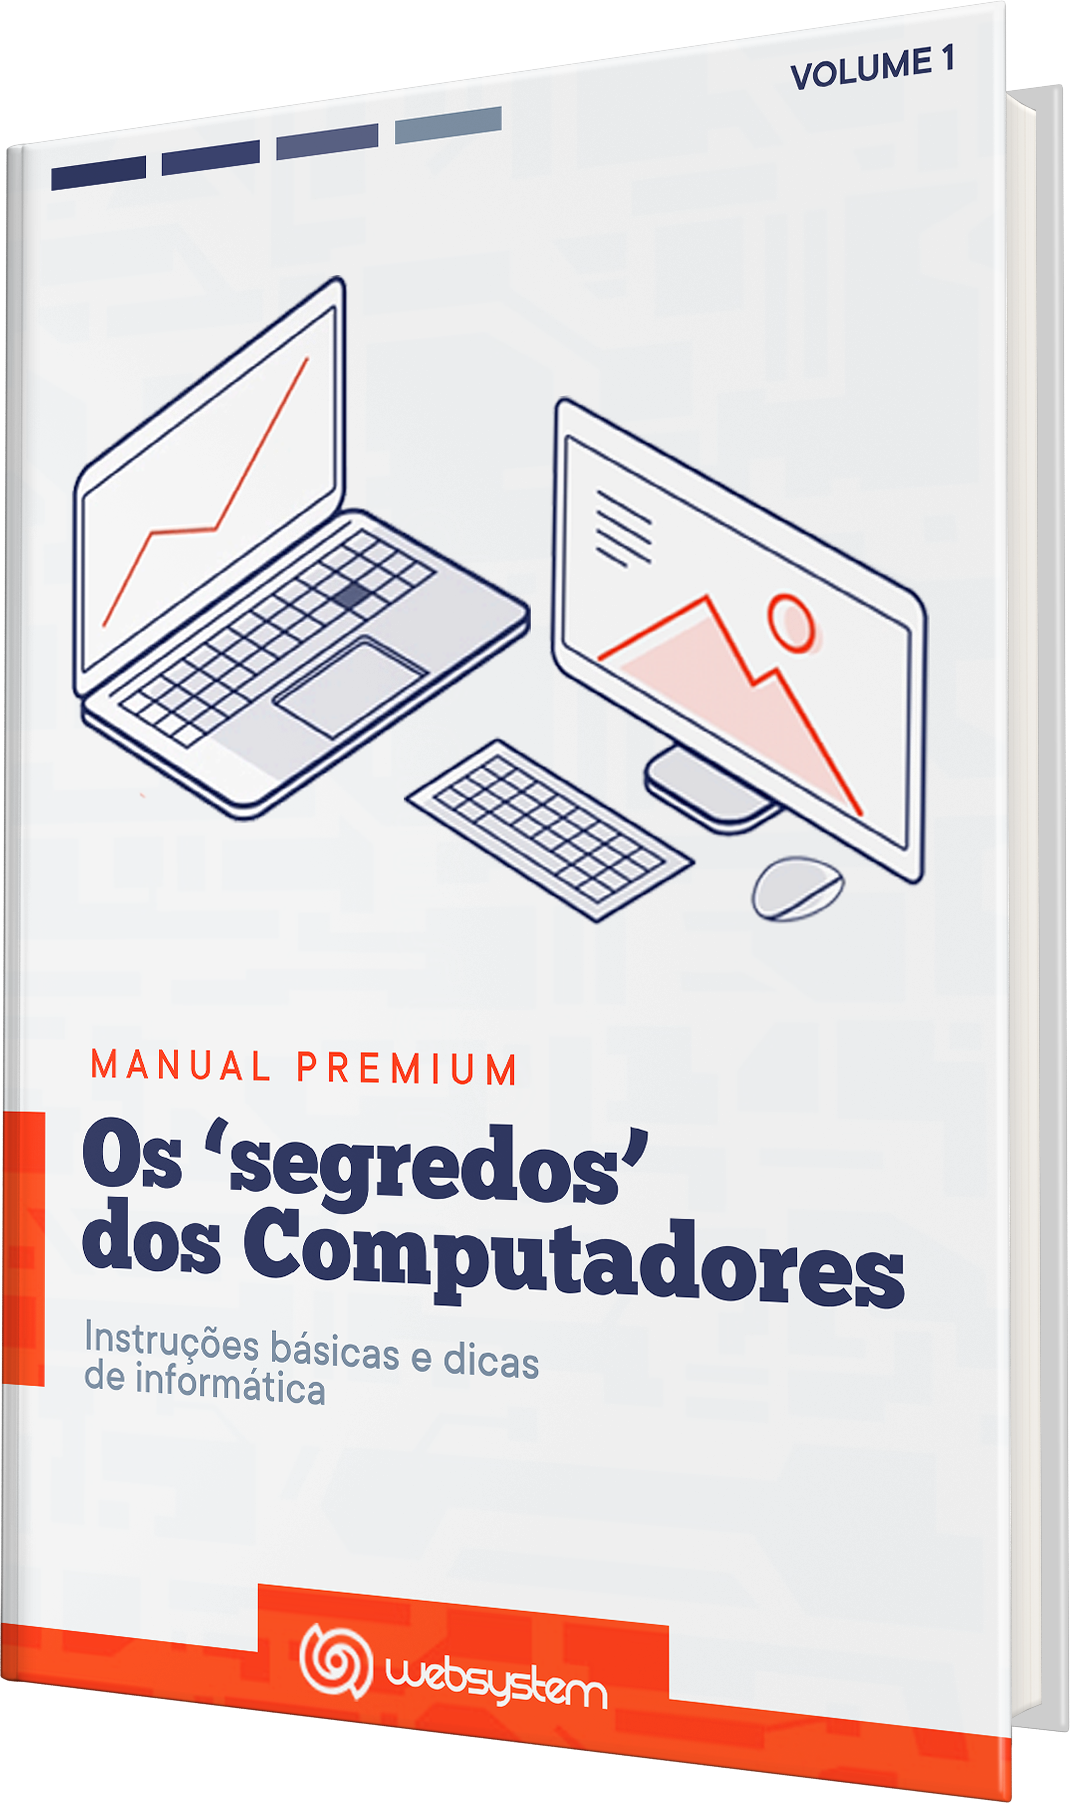 VOLUME 1
MANUAL PREMIUM
Os ‘segredos’
dos Computadores
Instruções básicas e dicas
de informática
websystem